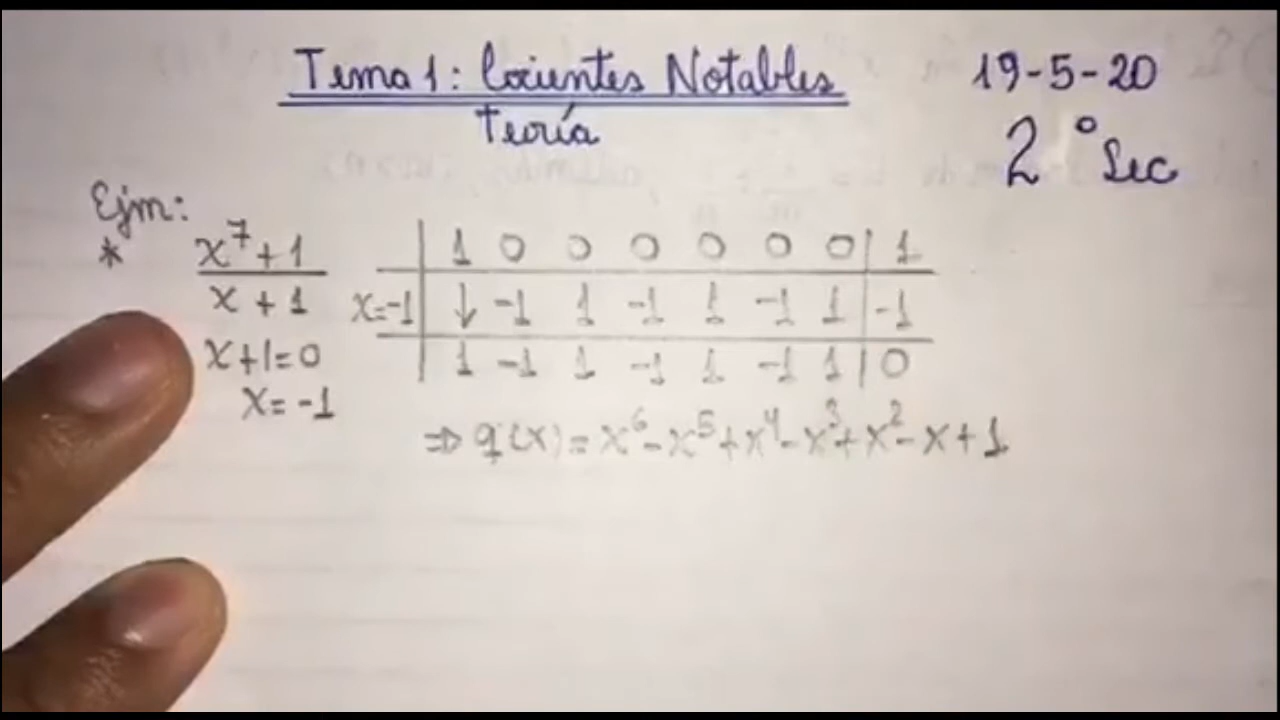 Tema 1: Cocientes Notables
Teoría
19-5-20
2° Sec
Ejm:
* x⁷+1 / x+1
x+1=0
x=-1
1 0 0 0 0 0 0 1
x=-1 ↓ -1 1 -1 1 -1 1 -1
1 -1 1 -1 1 -1 1 0
⇒ q(x)=x⁶-x⁵+x⁴-x³+x²-x+1